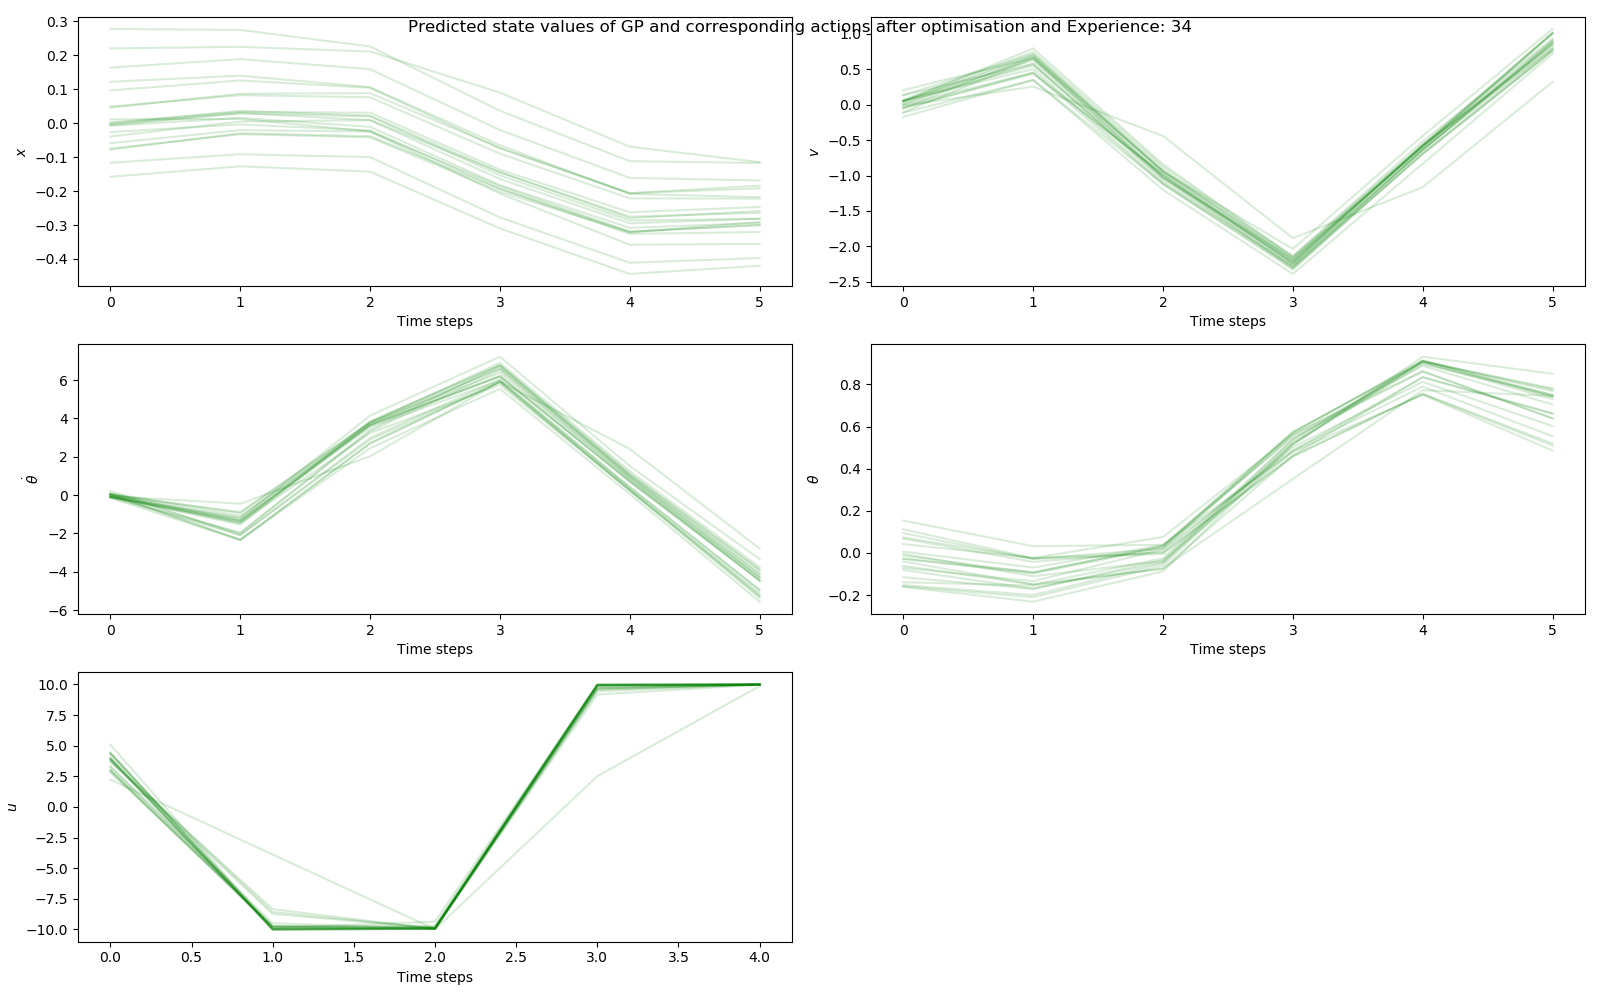 Predicted state values of GP and corresponding actions after optimisation and Experience: 34
0.3
0.2
0.1
0.0
−0.1
−0.2
−0.3
−0.4
x
0 1 2 3 4 5
Time steps
1.0
0.5
0.0
−0.5
−1.0
−1.5
−2.0
−2.5
v
0 1 2 3 4 5
Time steps
6
4
2
0
−2
−4
−6
θ̇
0 1 2 3 4 5
Time steps
0.8
0.6
0.4
0.2
0.0
−0.2
θ
0 1 2 3 4 5
Time steps
10.0
7.5
5.0
2.5
0.0
−2.5
−5.0
−7.5
−10.0
u
0.0 0.5 1.0 1.5 2.0 2.5 3.0 3.5 4.0
Time steps